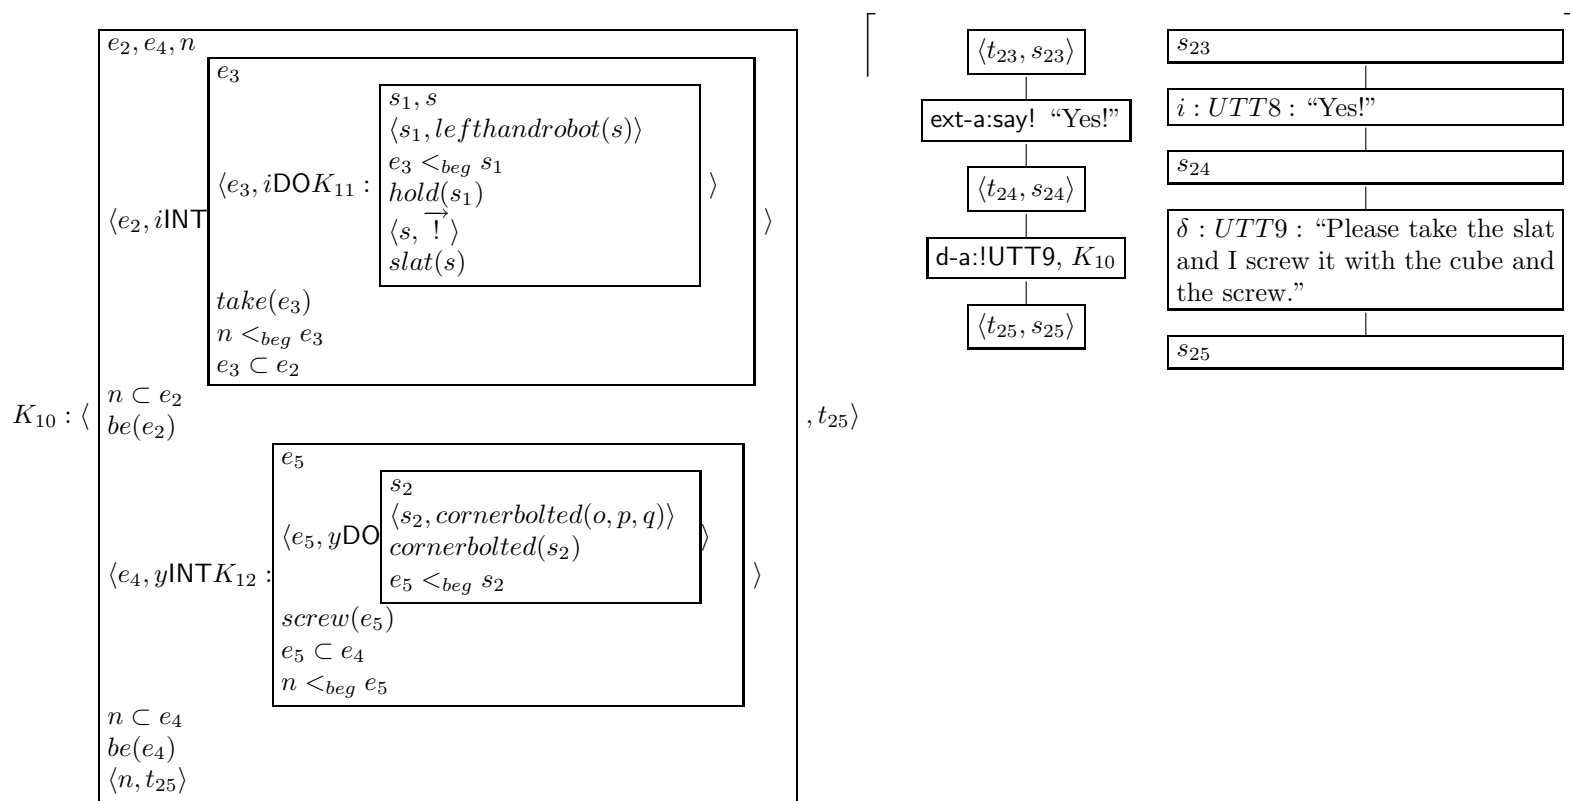 e₂, e₄, n
e₃
s₁, s
⟨s₁, lefthandrobot(s)⟩
e₃ <_beg s₁
⟨e₂, iINT ⟨e₃, iDOK₁₁ : hold(s₁) ⟩ ⟩
⟨s, →! ⟩
slat(s)
take(e₃)
n <_beg e₃
e₃ ⊂ e₂
n ⊂ e₂
K₁₀ : ⟨ , t₂₅⟩
be(e₂)
e₅
s₂
⟨s₂, cornerbolted(o, p, q)⟩
⟨e₅, yDO cornerbolted(s₂) ⟩
⟨e₄, yINTK₁₂ : e₅ <_beg s₂ ⟩
screw(e₅)
e₅ ⊂ e₄
n <_beg e₅
n ⊂ e₄
be(e₄)
⟨n, t₂₅⟩
⟨t₂₃, s₂₃⟩
ext-a:say! “Yes!”
⟨t₂₄, s₂₄⟩
d-a:!UTT9, K₁₀
⟨t₂₅, s₂₅⟩
s₂₃
i : UTT8 : “Yes!”
s₂₄
δ : UTT9 : “Please take the slat
and I screw it with the cube and
the screw.”
s₂₅